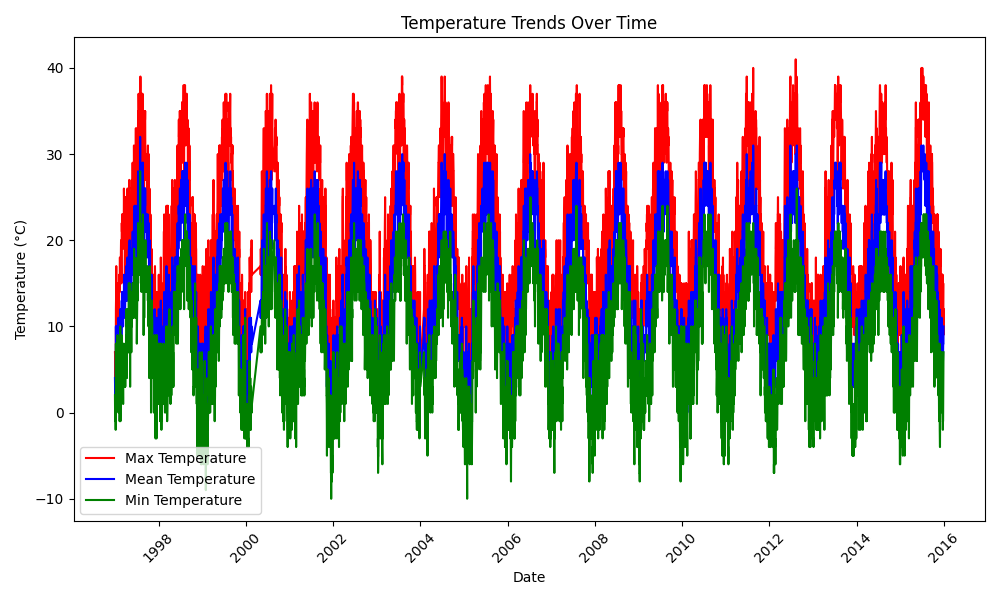 Temperature Trends Over Time
Temperature (°C)
40
30
20
10
0
−10
Max Temperature
Mean Temperature
Min Temperature
1998
2000
2002
2004
2006
2008
2010
2012
2014
2016
Date